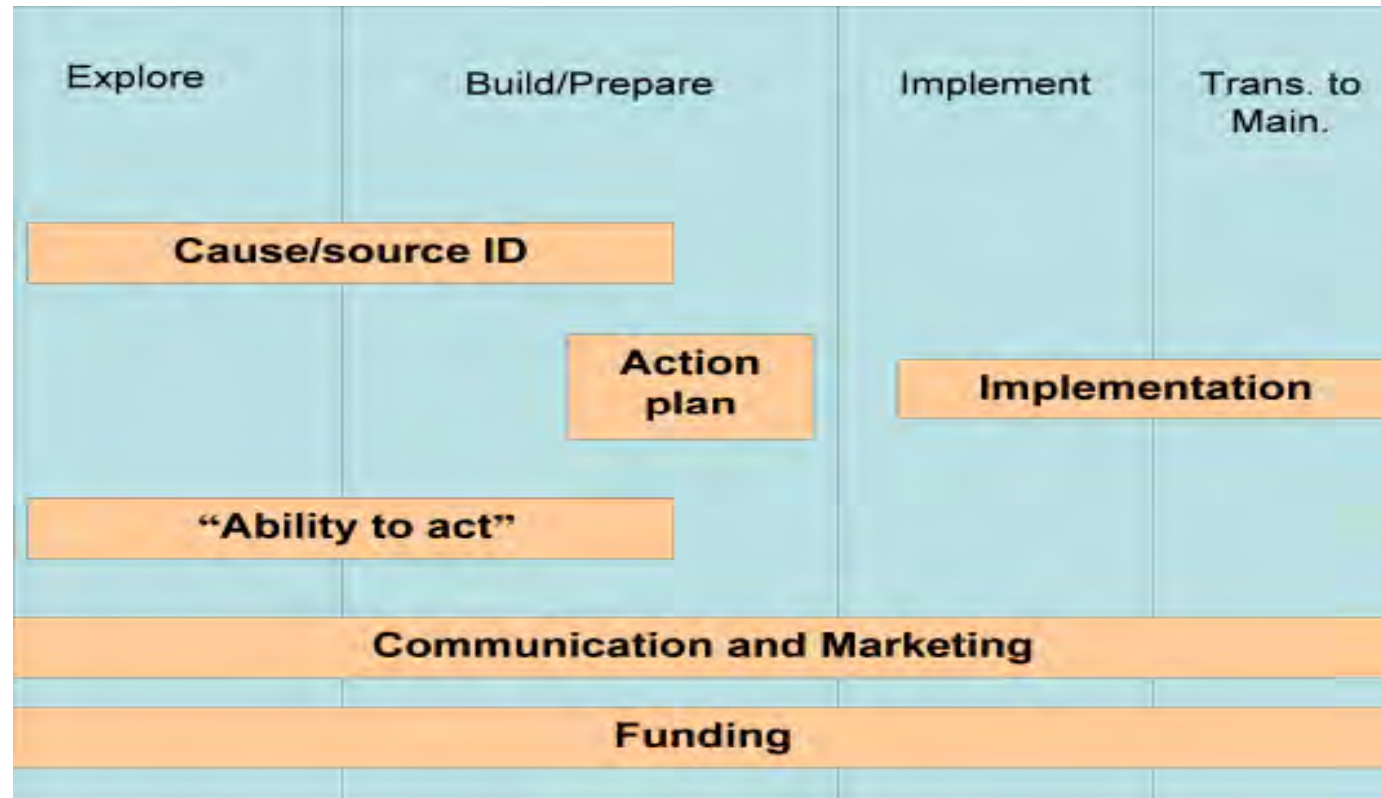 Explore
Build/Prepare
Implement
Trans. to
Main.
Cause/source ID
Action
plan
Implementation
“Ability to act”
Communication and Marketing
Funding